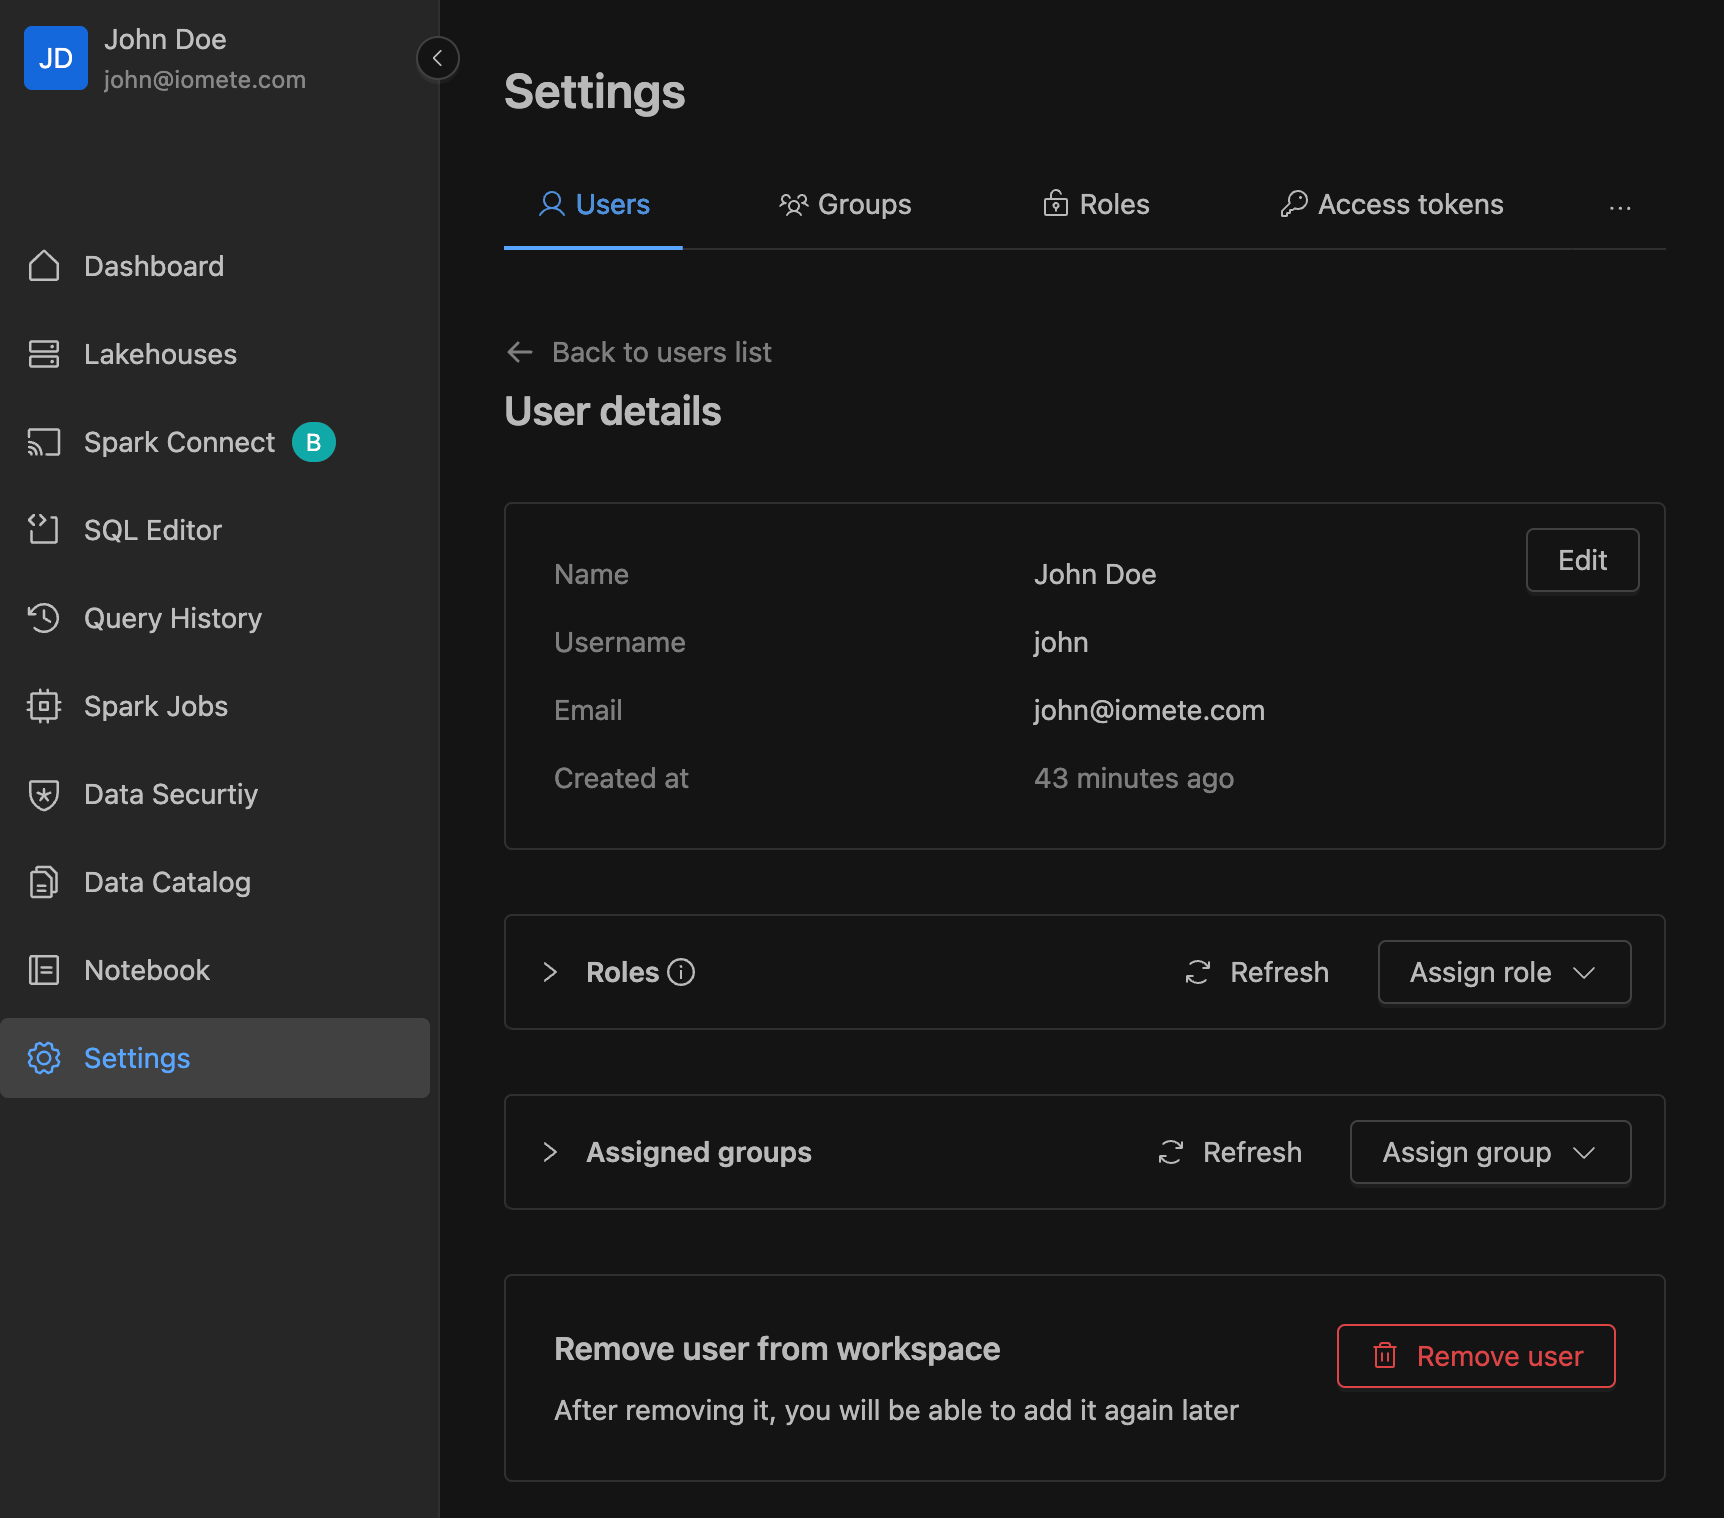 JD
John Doe
john@iomete.com
Dashboard
Lakehouses
Spark Connect B
SQL Editor
Query History
Spark Jobs
Data Securtiy
Data Catalog
Notebook
Settings
Settings
Users Groups Roles Access tokens ...
Back to users list
User details
Edit
Name John Doe
Username john
Email john@iomete.com
Created at 43 minutes ago
Roles Refresh Assign role
Assigned groups Refresh Assign group
Remove user from workspace
Remove user
After removing it, you will be able to add it again later